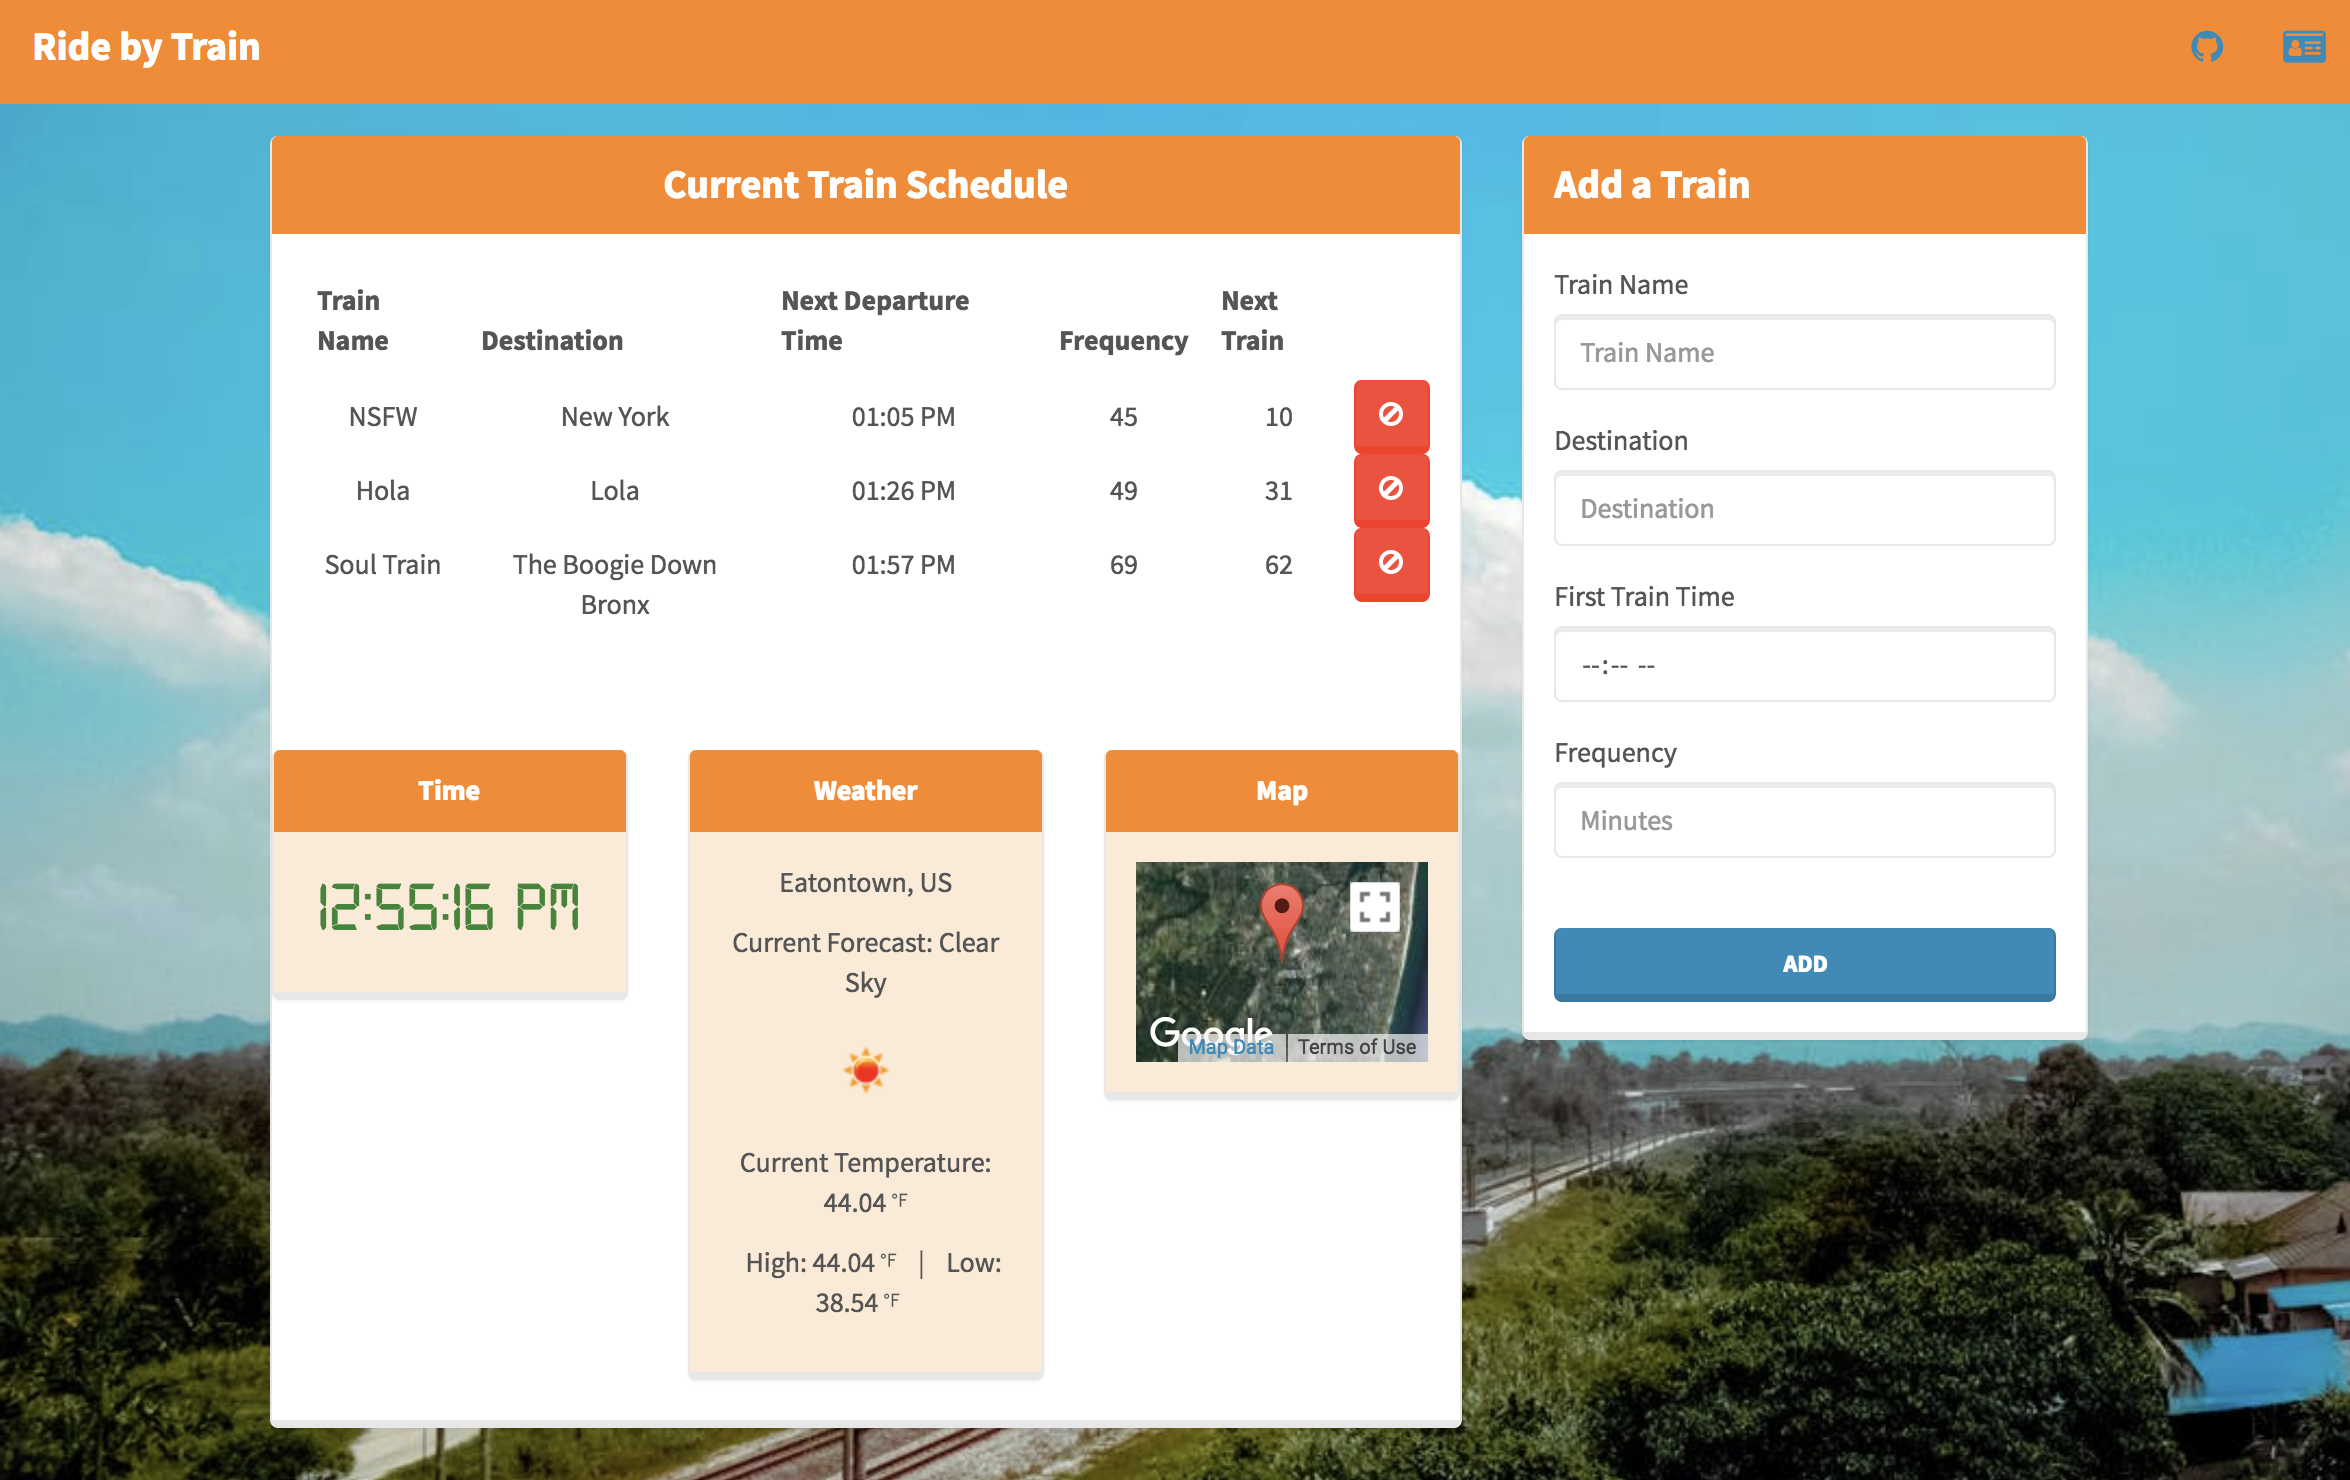 Ride by Train
Current Train Schedule
Train Name
Destination
Next Departure Time
Frequency
Next Train
NSFW New York 01:05 PM 45 10
Hola Lola 01:26 PM 49 31
Soul Train The Boogie Down Bronx 01:57 PM 69 62
Time
12:55:16 PM
Weather
Eatontown, US
Current Forecast: Clear
Sky
Current Temperature:
44.04 °F
High: 44.04 °F | Low:
38.54 °F
Map
Google
Map Data
Terms of Use
Add a Train
Train Name
Train Name
Destination
Destination
First Train Time
--:-- --
Frequency
Minutes
ADD